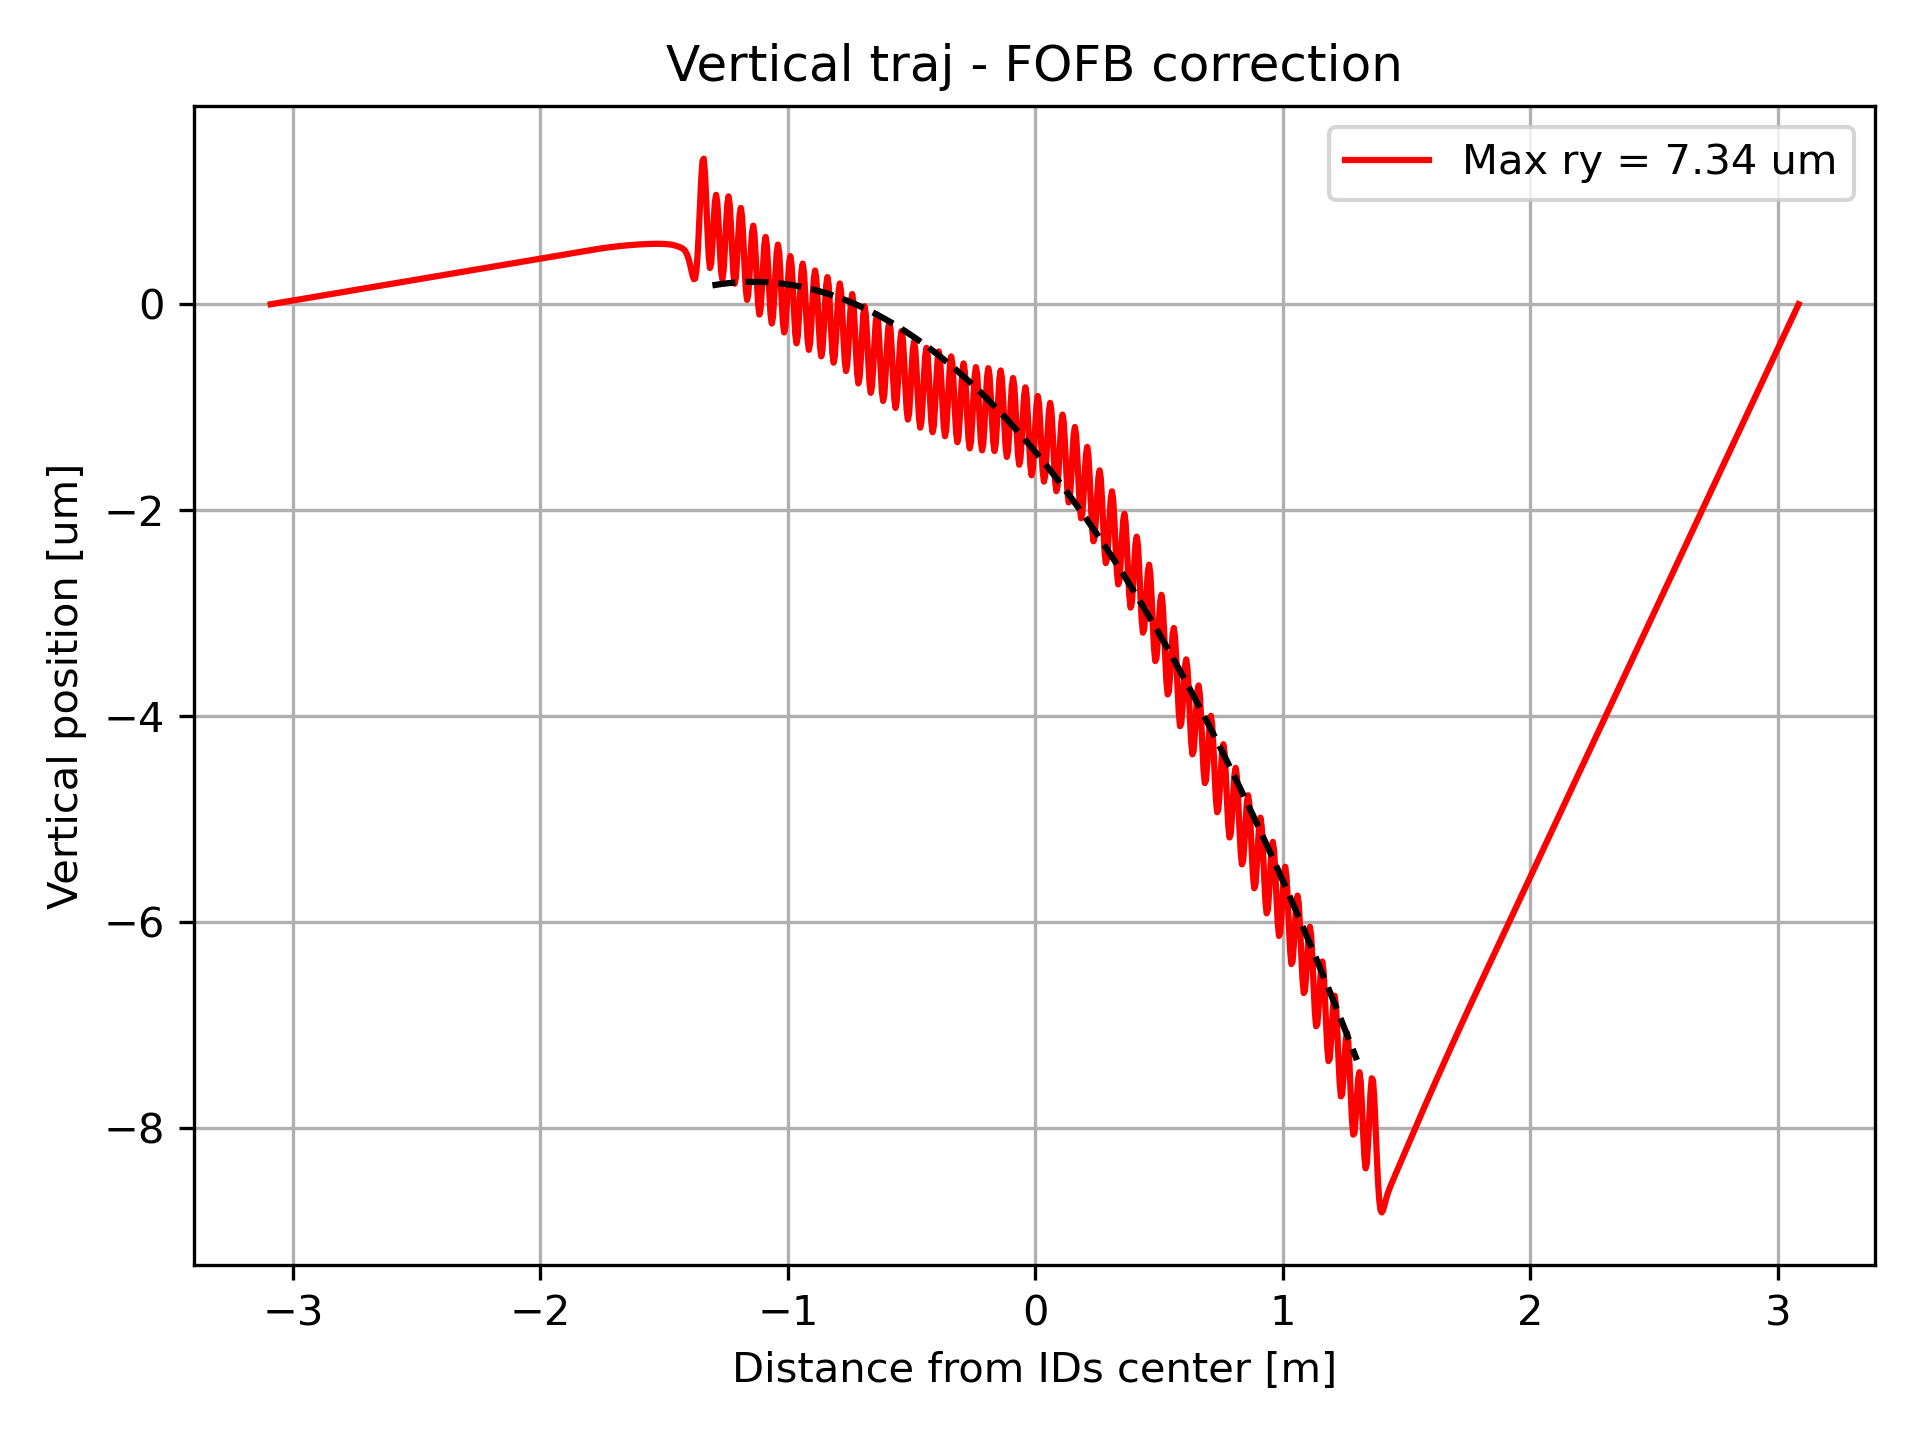 Vertical traj - FOFB correction
Max ry = 7.34 um
Vertical position [um]
0
−2
−4
−6
−8
−3 −2 −1 0 1 2 3
Distance from IDs center [m]